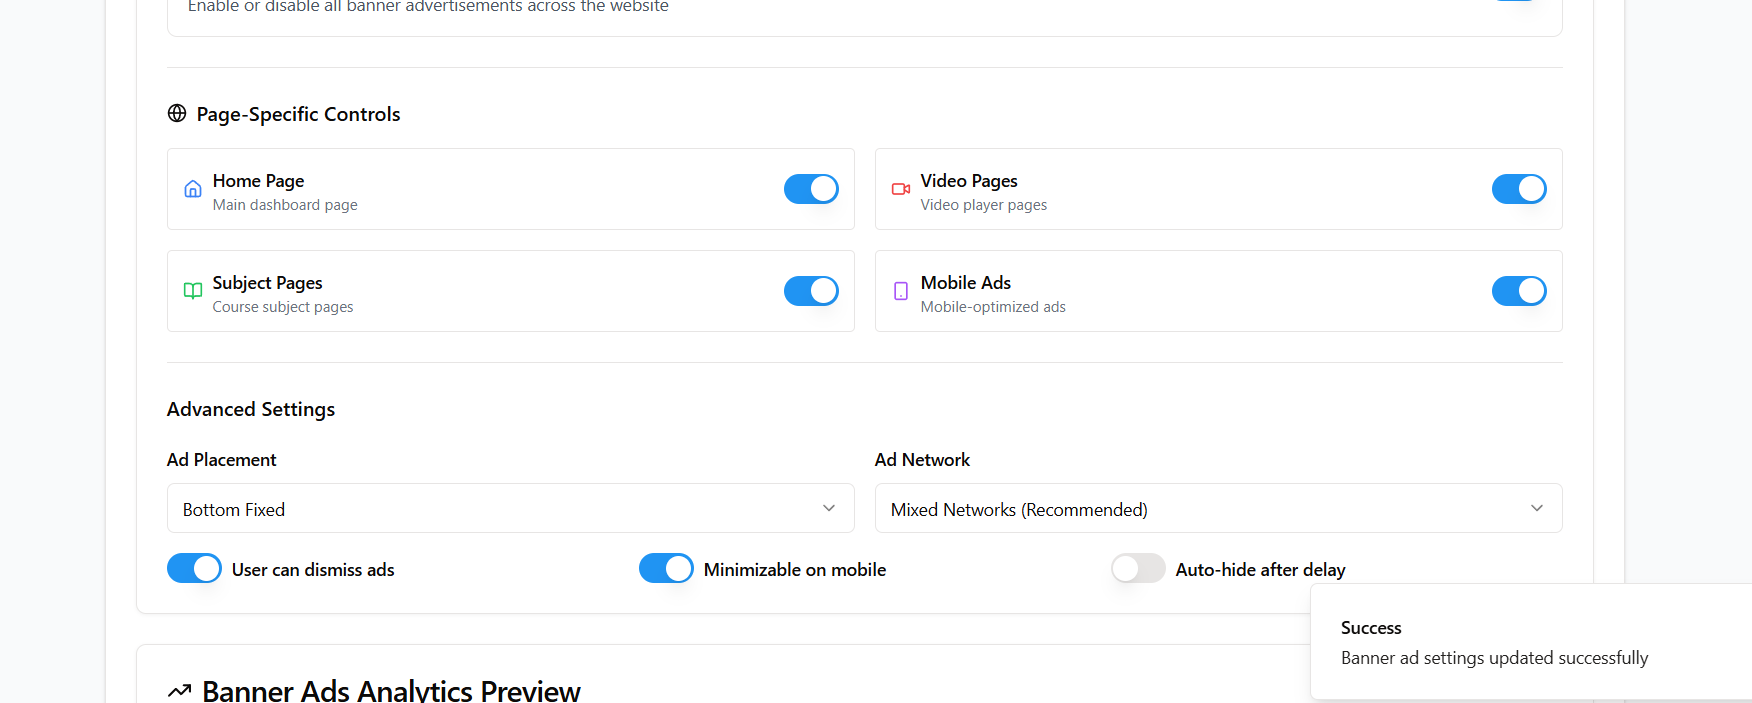 Enable or disable all banner advertisements across the website
Page-Specific Controls
Home Page
Main dashboard page
Video Pages
Video player pages
Subject Pages
Course subject pages
Mobile Ads
Mobile-optimized ads
Advanced Settings
Ad Placement
Ad Network
Bottom Fixed
Mixed Networks (Recommended)
User can dismiss ads
Minimizable on mobile
Auto-hide after delay
Success
Banner ad settings updated successfully
Banner Ads Analytics Preview